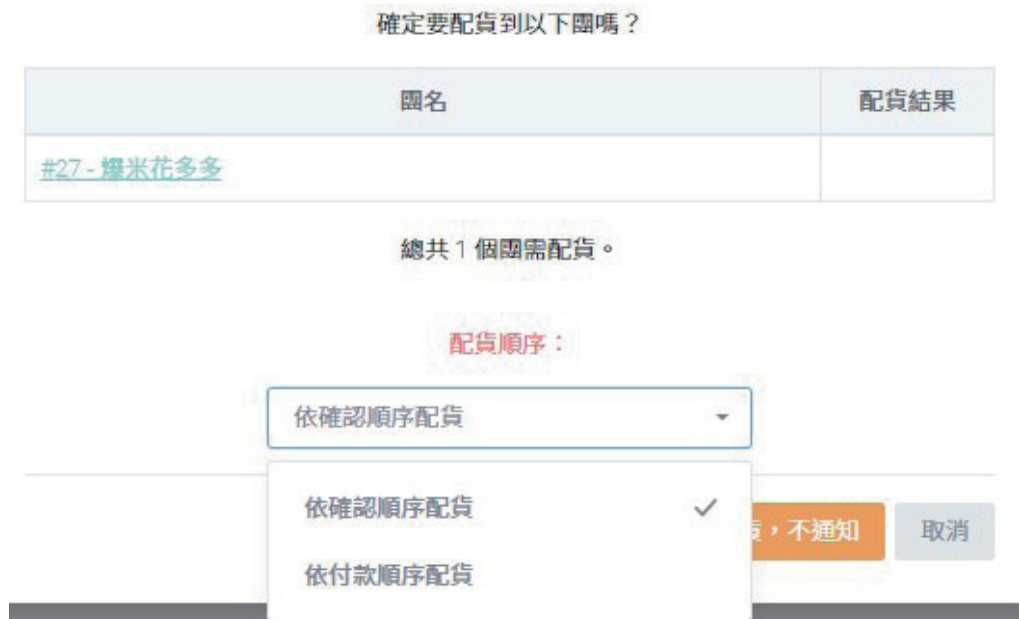 確定要配貨到以下團嗎？
團名 配貨結果
#27 - 爆米花多多
總共 1 個團需配貨。
配貨順序：
依確認順序配貨
依確認順序配貨
，不通知 取消
依付款順序配貨